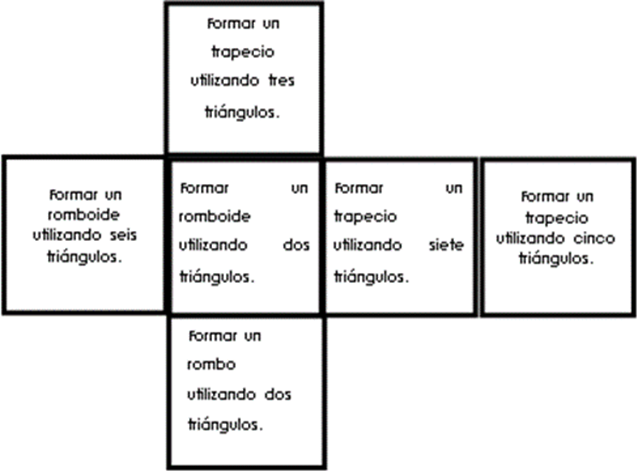 Formar un
trapecio
utilizando tres
triángulos.
Formar un
romboide
utilizando seis
triángulos.
Formar un
romboide
utilizando dos
triángulos.
Formar un
trapecio
utilizando siete
triángulos.
Formar un
trapecio
utilizando cinco
triángulos.
Formar un
rombo
utilizando dos
triángulos.